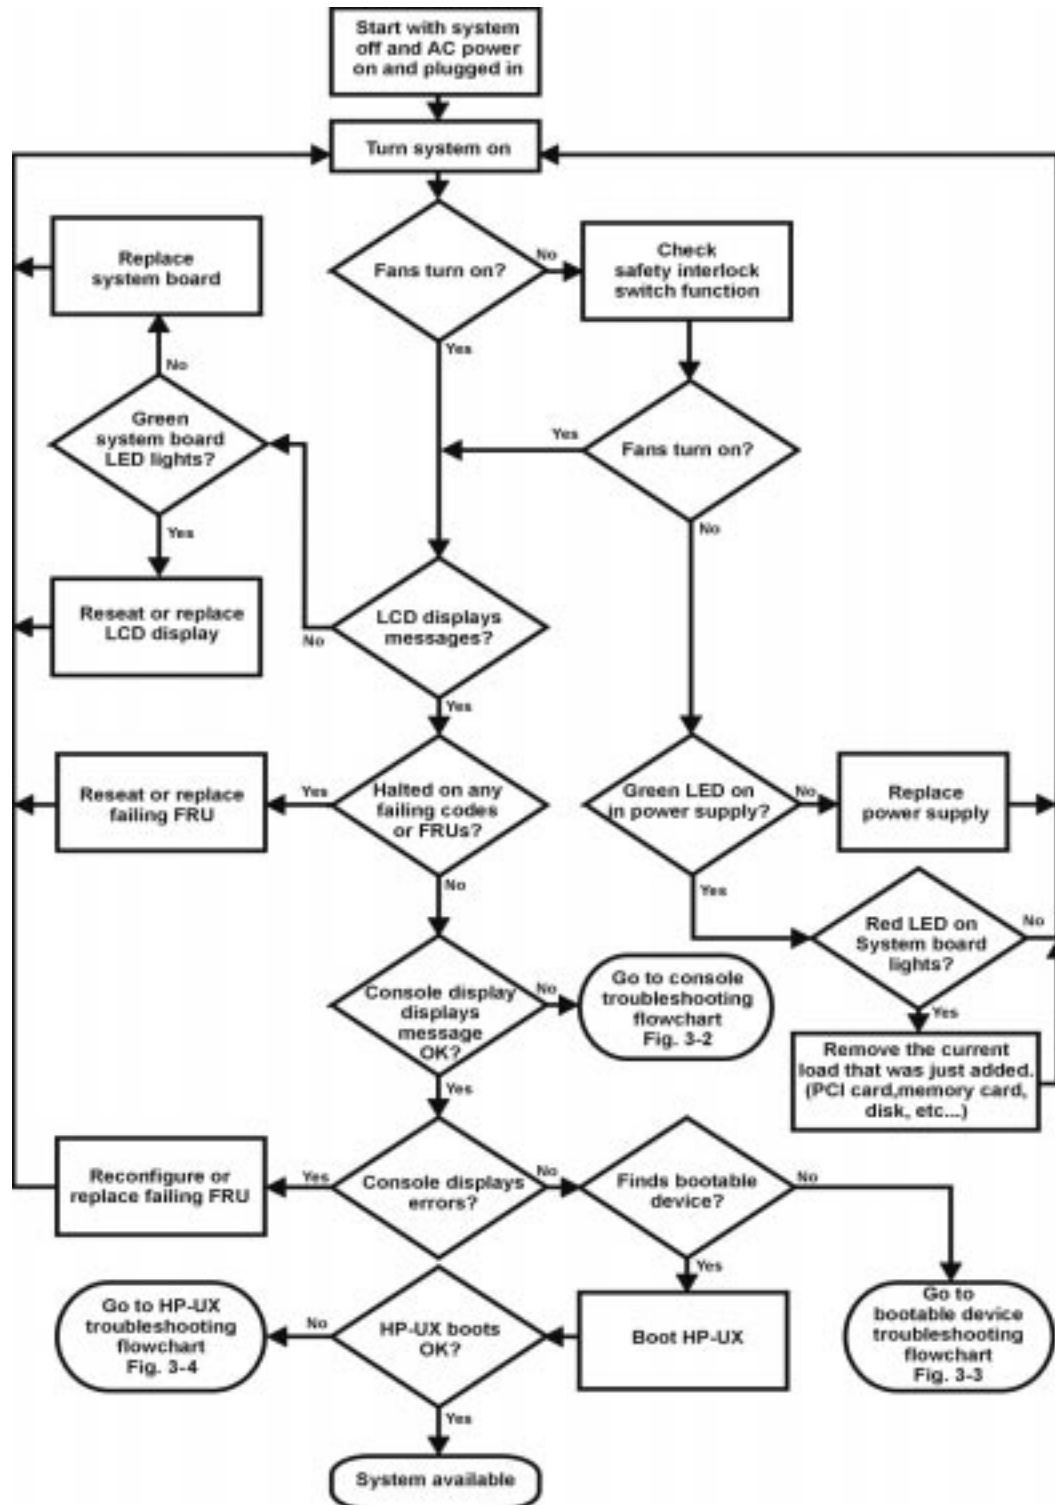 Start with system
off and AC power
on and plugged in
Turn system on
Fans turn on?
No
Check
safety interlock
switch function
Yes
Replace
system board
No
Green
system board
LED lights?
Yes
Fans turn on?
No
Yes
Reseat or replace
LCD display
LCD displays
messages?
No
Yes
Reseat or replace
failing FRU
Yes
Halted on any
failing codes
or FRUs?
No
Green LED on
in power supply?
No
Replace
power supply
Yes
Red LED on
System board
lights?
No
Yes
Console display
displays
message
OK?
No
Go to console
troubleshooting
flowchart
Fig. 3-2
Remove the current
load that was just added.
(PCI card,memory card,
disk, etc...)
Yes
Reconfigure or
replace failing FRU
Yes
Console displays
errors?
No
Finds bootable
device?
No
Yes
Go to HP-UX
troubleshooting
flowchart
Fig. 3-4
No
HP-UX boots
OK?
Boot HP-UX
Go to
bootable device
troubleshooting
flowchart
Fig. 3-3
Yes
System available